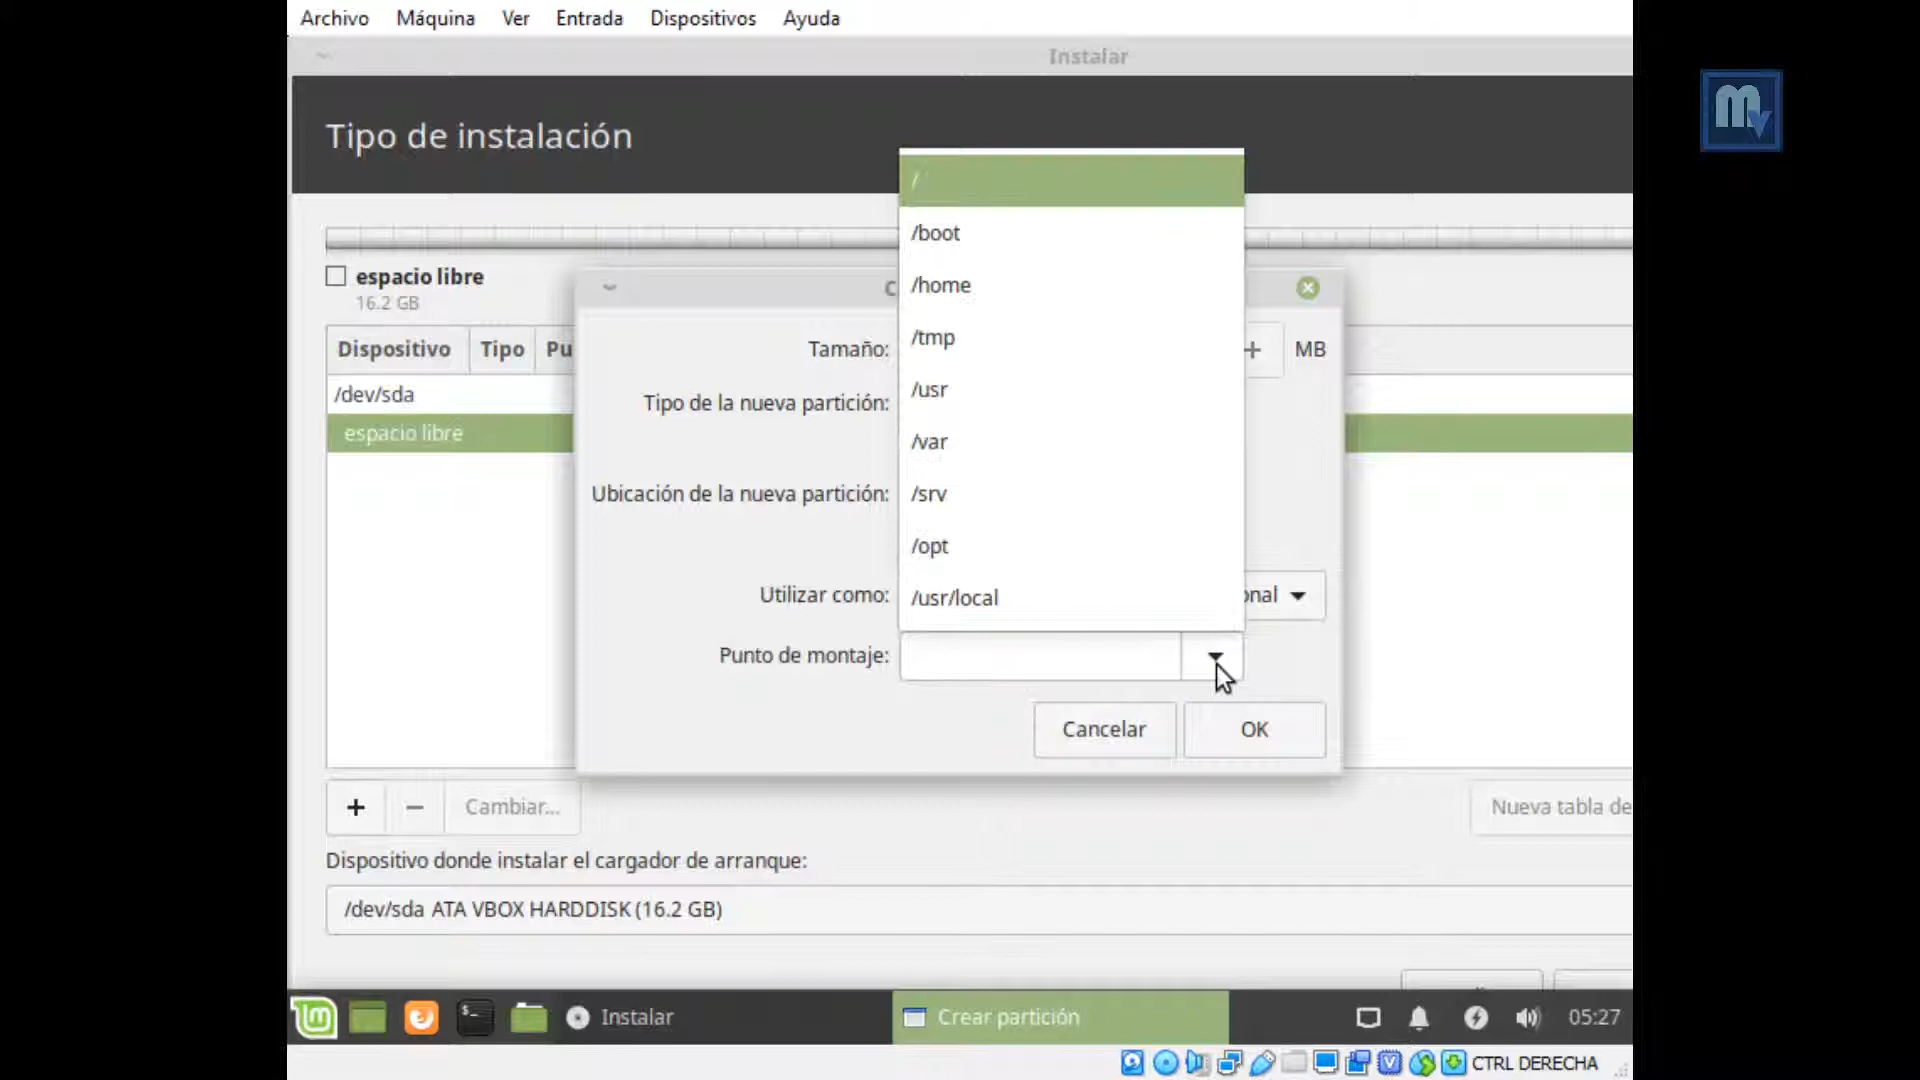 Archivo Máquina Ver Entrada Dispositivos Ayuda
Instalar
Tipo de instalación
mv
espacio libre
16.2 GB
Dispositivo Tipo Pu
/dev/sda
espacio libre
C
Tamaño:
+ MB
Tipo de la nueva partición:
Ubicación de la nueva partición:
Utilizar como:
onal
Punto de montaje:
/
/boot
/home
/tmp
/usr
/var
/srv
/opt
/usr/local
Cancelar OK
+ − Cambiar...
Nueva tabla de
Dispositivo donde instalar el cargador de arranque:
/dev/sda ATA VBOX HARDDISK (16.2 GB)
Instalar
Crear partición
05:27
CTRL DERECHA